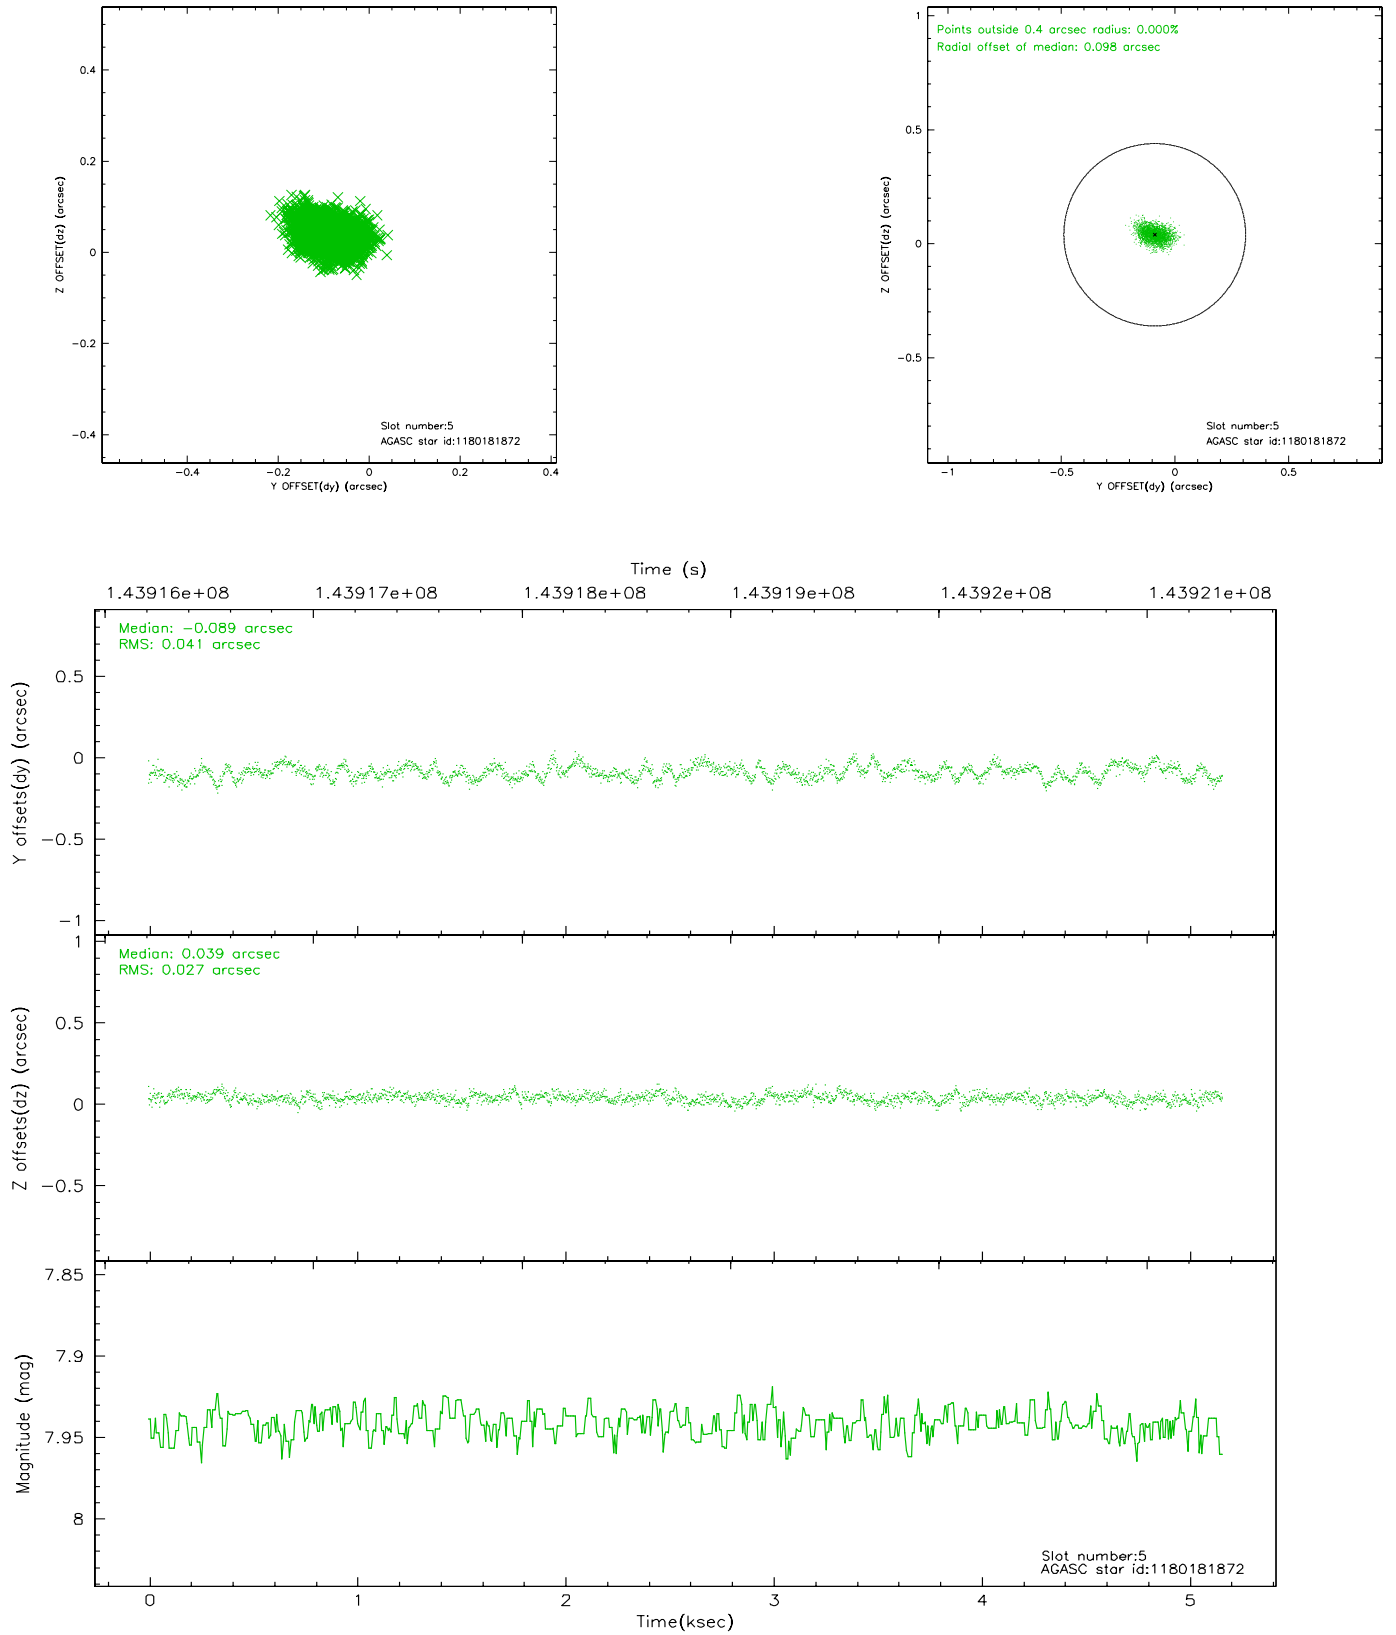 0.4
0.2
0
−0.2
−0.4
Z OFFSET(dz) (arcsec)
Slot number:5
AGASC star id:1180181872
−0.4 −0.2 0 0.2 0.4
Y OFFSET(dy) (arcsec)
Points outside 0.4 arcsec radius: 0.000%
Radial offset of median: 0.098 arcsec
1
0.5
0
−0.5
Z OFFSET(dz) (arcsec)
Slot number:5
AGASC star id:1180181872
−1 −0.5 0 0.5
Y OFFSET(dy) (arcsec)
Time (s)
1.43916e+08 1.43917e+08 1.43918e+08 1.43919e+08 1.4392e+08 1.43921e+08
Median: −0.089 arcsec
RMS: 0.041 arcsec
0.5
0
−0.5
−1
Y offsets(dy) (arcsec)
Median: 0.039 arcsec
RMS: 0.027 arcsec
1
0.5
0
−0.5
Z offsets(dz) (arcsec)
7.85
7.9
7.95
8
Magnitude (mag)
Slot number:5
AGASC star id:1180181872
0 1 2 3 4 5
Time(ksec)